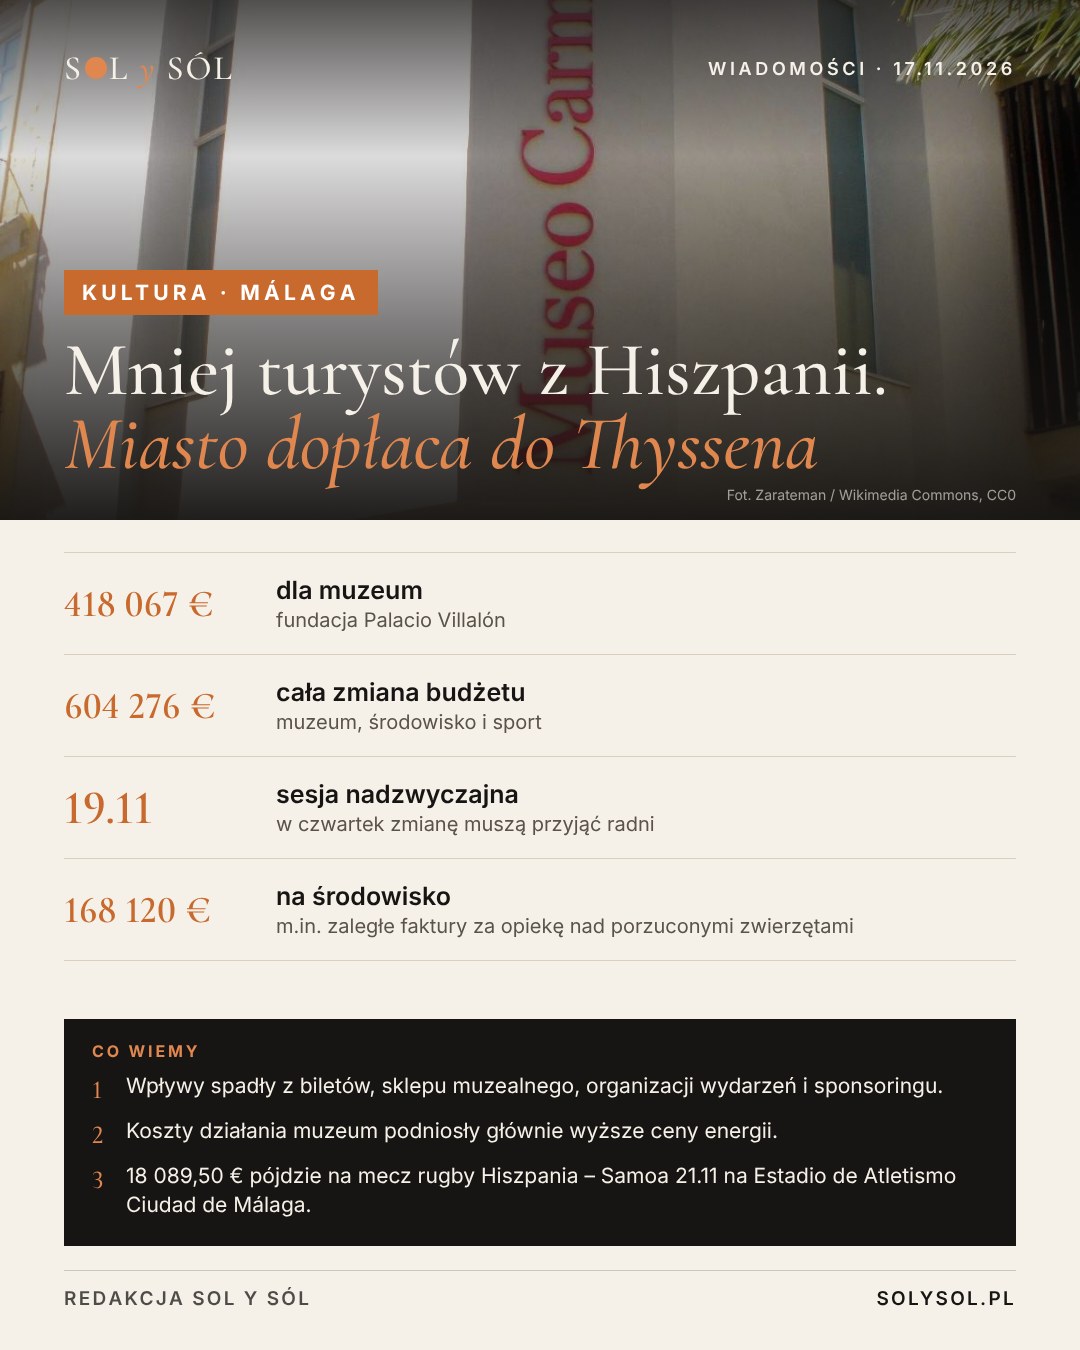 SOL y SÓL
WIADOMOŚCI · 17.11.2026
Museo Carm
KULTURA · MÁLAGA
Mniej turystów z Hiszpanii.
Miasto dopłaca do Thyssena
Fot. Zarateman / Wikimedia Commons, CC0
418 067 €
dla muzeum
fundacja Palacio Villalón
604 276 €
cała zmiana budżetu
muzeum, środowisko i sport
19.11
sesja nadzwyczajna
w czwartek zmianę muszą przyjąć radni
168 120 €
na środowisko
m.in. zaległe faktury za opiekę nad porzuconymi zwierzętami
CO WIEMY
1 Wpływy spadły z biletów, sklepu muzealnego, organizacji wydarzeń i sponsoringu.
2 Koszty działania muzeum podniosły głównie wyższe ceny energii.
3 18 089,50 € pójdzie na mecz rugby Hiszpania – Samoa 21.11 na Estadio de Atletismo
Ciudad de Málaga.
REDAKCJA SOL Y SÓL
SOLYSOL.PL